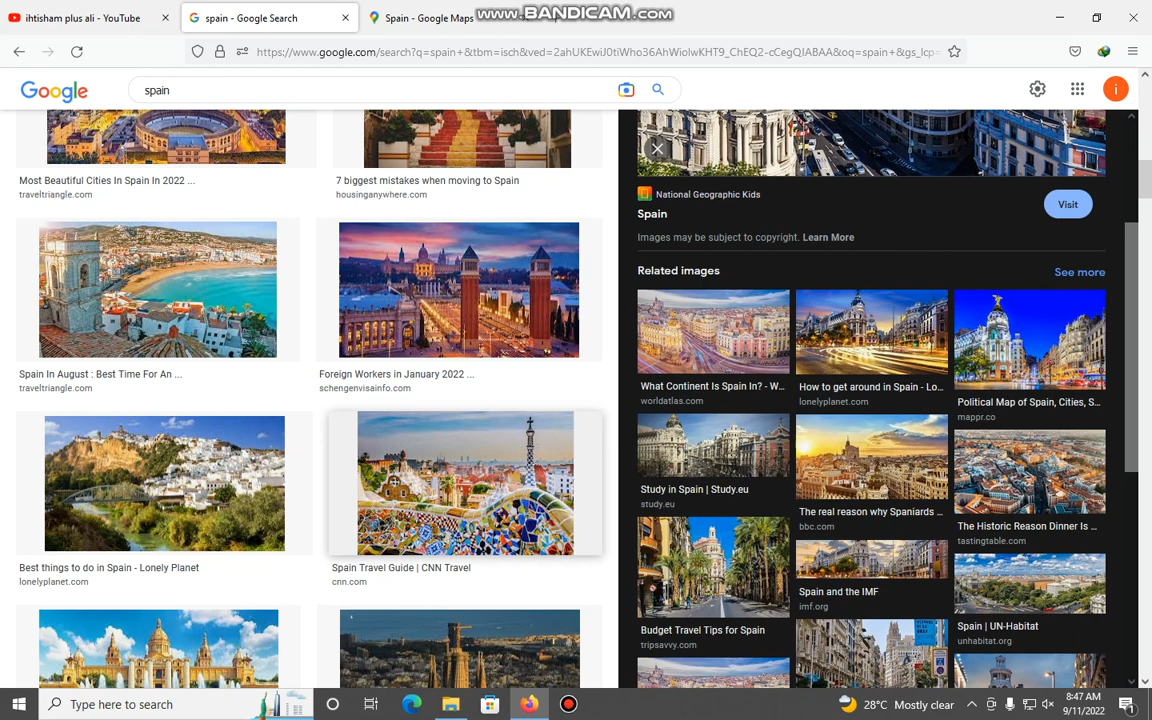 ihtisham plus ali - YouTube
spain - Google Search
Spain - Google Maps
www.BANDICAM.com
https://www.google.com/search?q=spain+&tbm=isch&ved=2ahUKEwiJ0tiWho36AhWiolwKHT9_ChEQ2-cCegQIABAA&oq=spain+&gs_lcp=
Google
spain
i
Most Beautiful Cities In Spain In 2022 ...
traveltriangle.com
7 biggest mistakes when moving to Spain
housinganywhere.com
Spain In August : Best Time For An ...
traveltriangle.com
Foreign Workers in January 2022 ...
schengenvisainfo.com
Best things to do in Spain - Lonely Planet
lonelyplanet.com
Spain Travel Guide | CNN Travel
cnn.com
National Geographic Kids
Spain
Visit
Images may be subject to copyright. Learn More
Related images
See more
What Continent Is Spain In? - W...
worldatlas.com
How to get around in Spain - Lo...
lonelyplanet.com
Political Map of Spain, Cities, S...
mappr.co
Study in Spain | Study.eu
study.eu
The real reason why Spaniards ...
bbc.com
The Historic Reason Dinner Is ...
tastingtable.com
Budget Travel Tips for Spain
tripsavvy.com
Spain and the IMF
imf.org
Spain | UN-Habitat
unhabitat.org
Type here to search
28°C Mostly clear
8:47 AM
9/11/2022
1